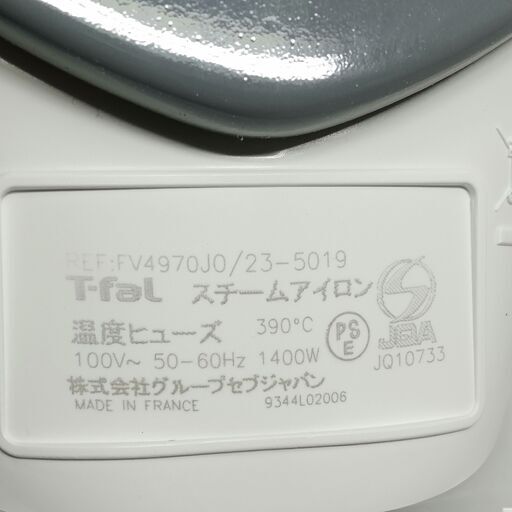 REF:FV4970J0/23-5019
T-fal スチームアイロン
温度ヒューズ 390°C
PSE
JQA
100V~ 50-60Hz 1400W
JQ10733
株式会社グループセブジャパン
MADE IN FRANCE 9344L02006